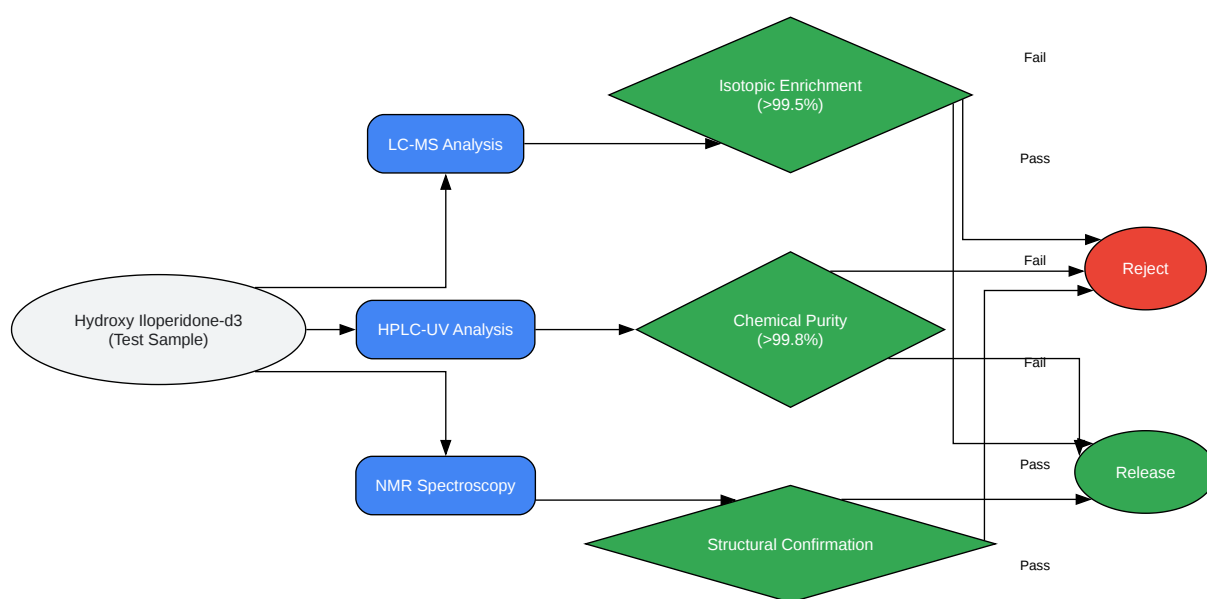 Isotopic Enrichment
(>99.5%)
Fail
LC-MS Analysis
Pass
Reject
Fail
Hydroxy Iloperidone-d3
(Test Sample)
HPLC-UV Analysis
Chemical Purity
(>99.8%)
Fail
Pass
Release
NMR Spectroscopy
Structural Confirmation
Pass